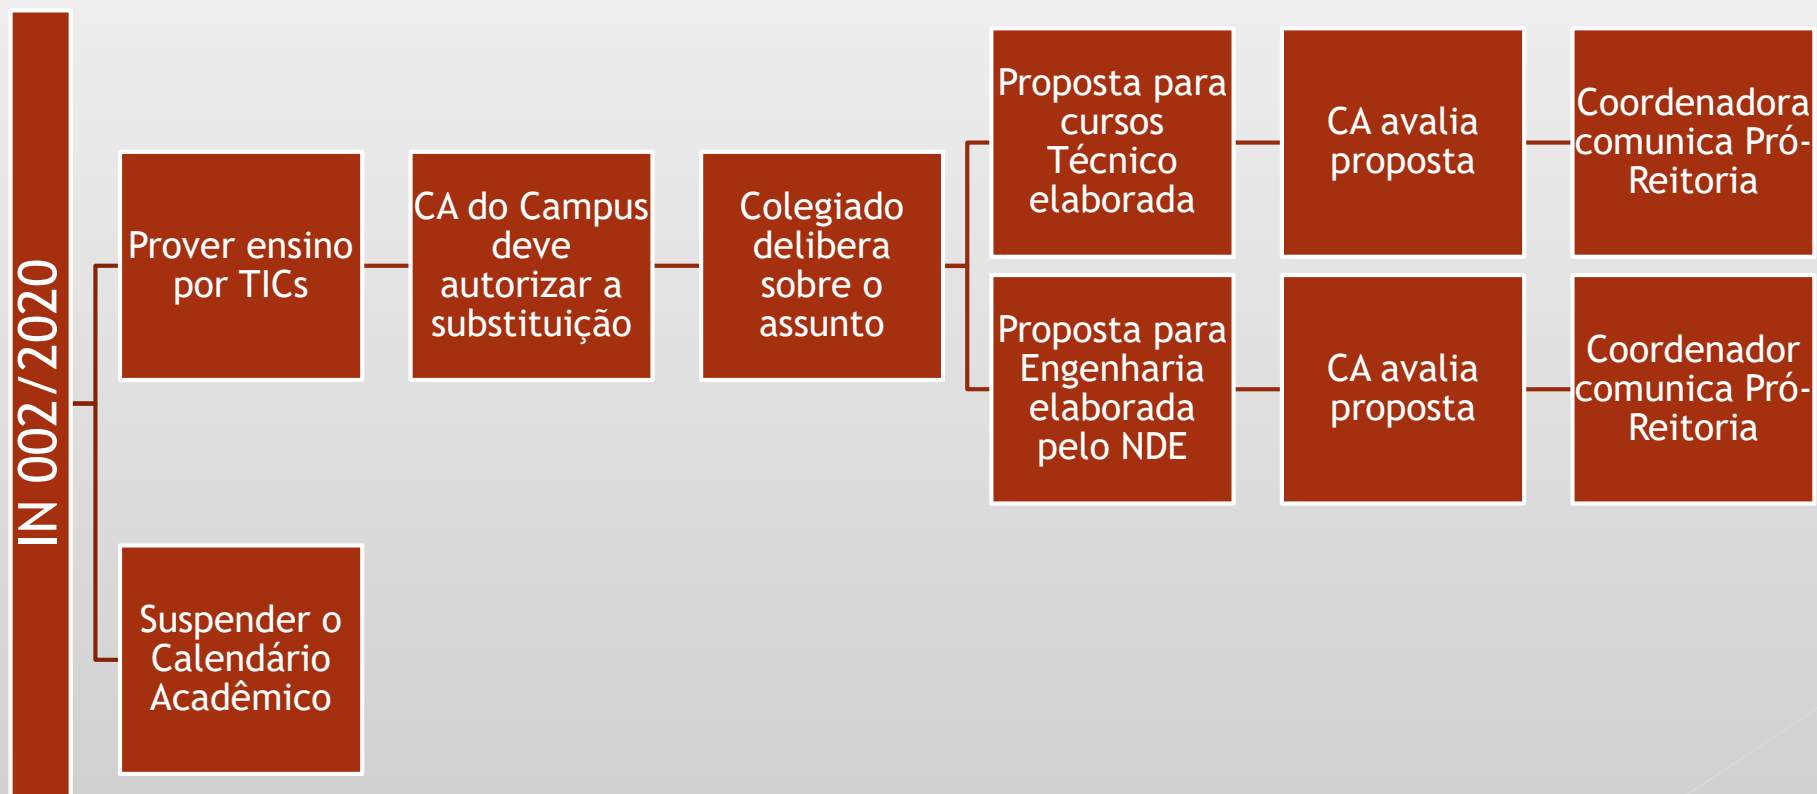 IN 002/2020
Prover ensino
por TICs
CA do Campus
deve
autorizar a
substituição
Colegiado
delibera
sobre o
assunto
Proposta para
cursos
Técnico
elaborada
CA avalia
proposta
Coordenadora
comunica Pró-
Reitoria
Proposta para
Engenharia
elaborada
pelo NDE
CA avalia
proposta
Coordenador
comunica Pró-
Reitoria
Suspender o
Calendário
Acadêmico